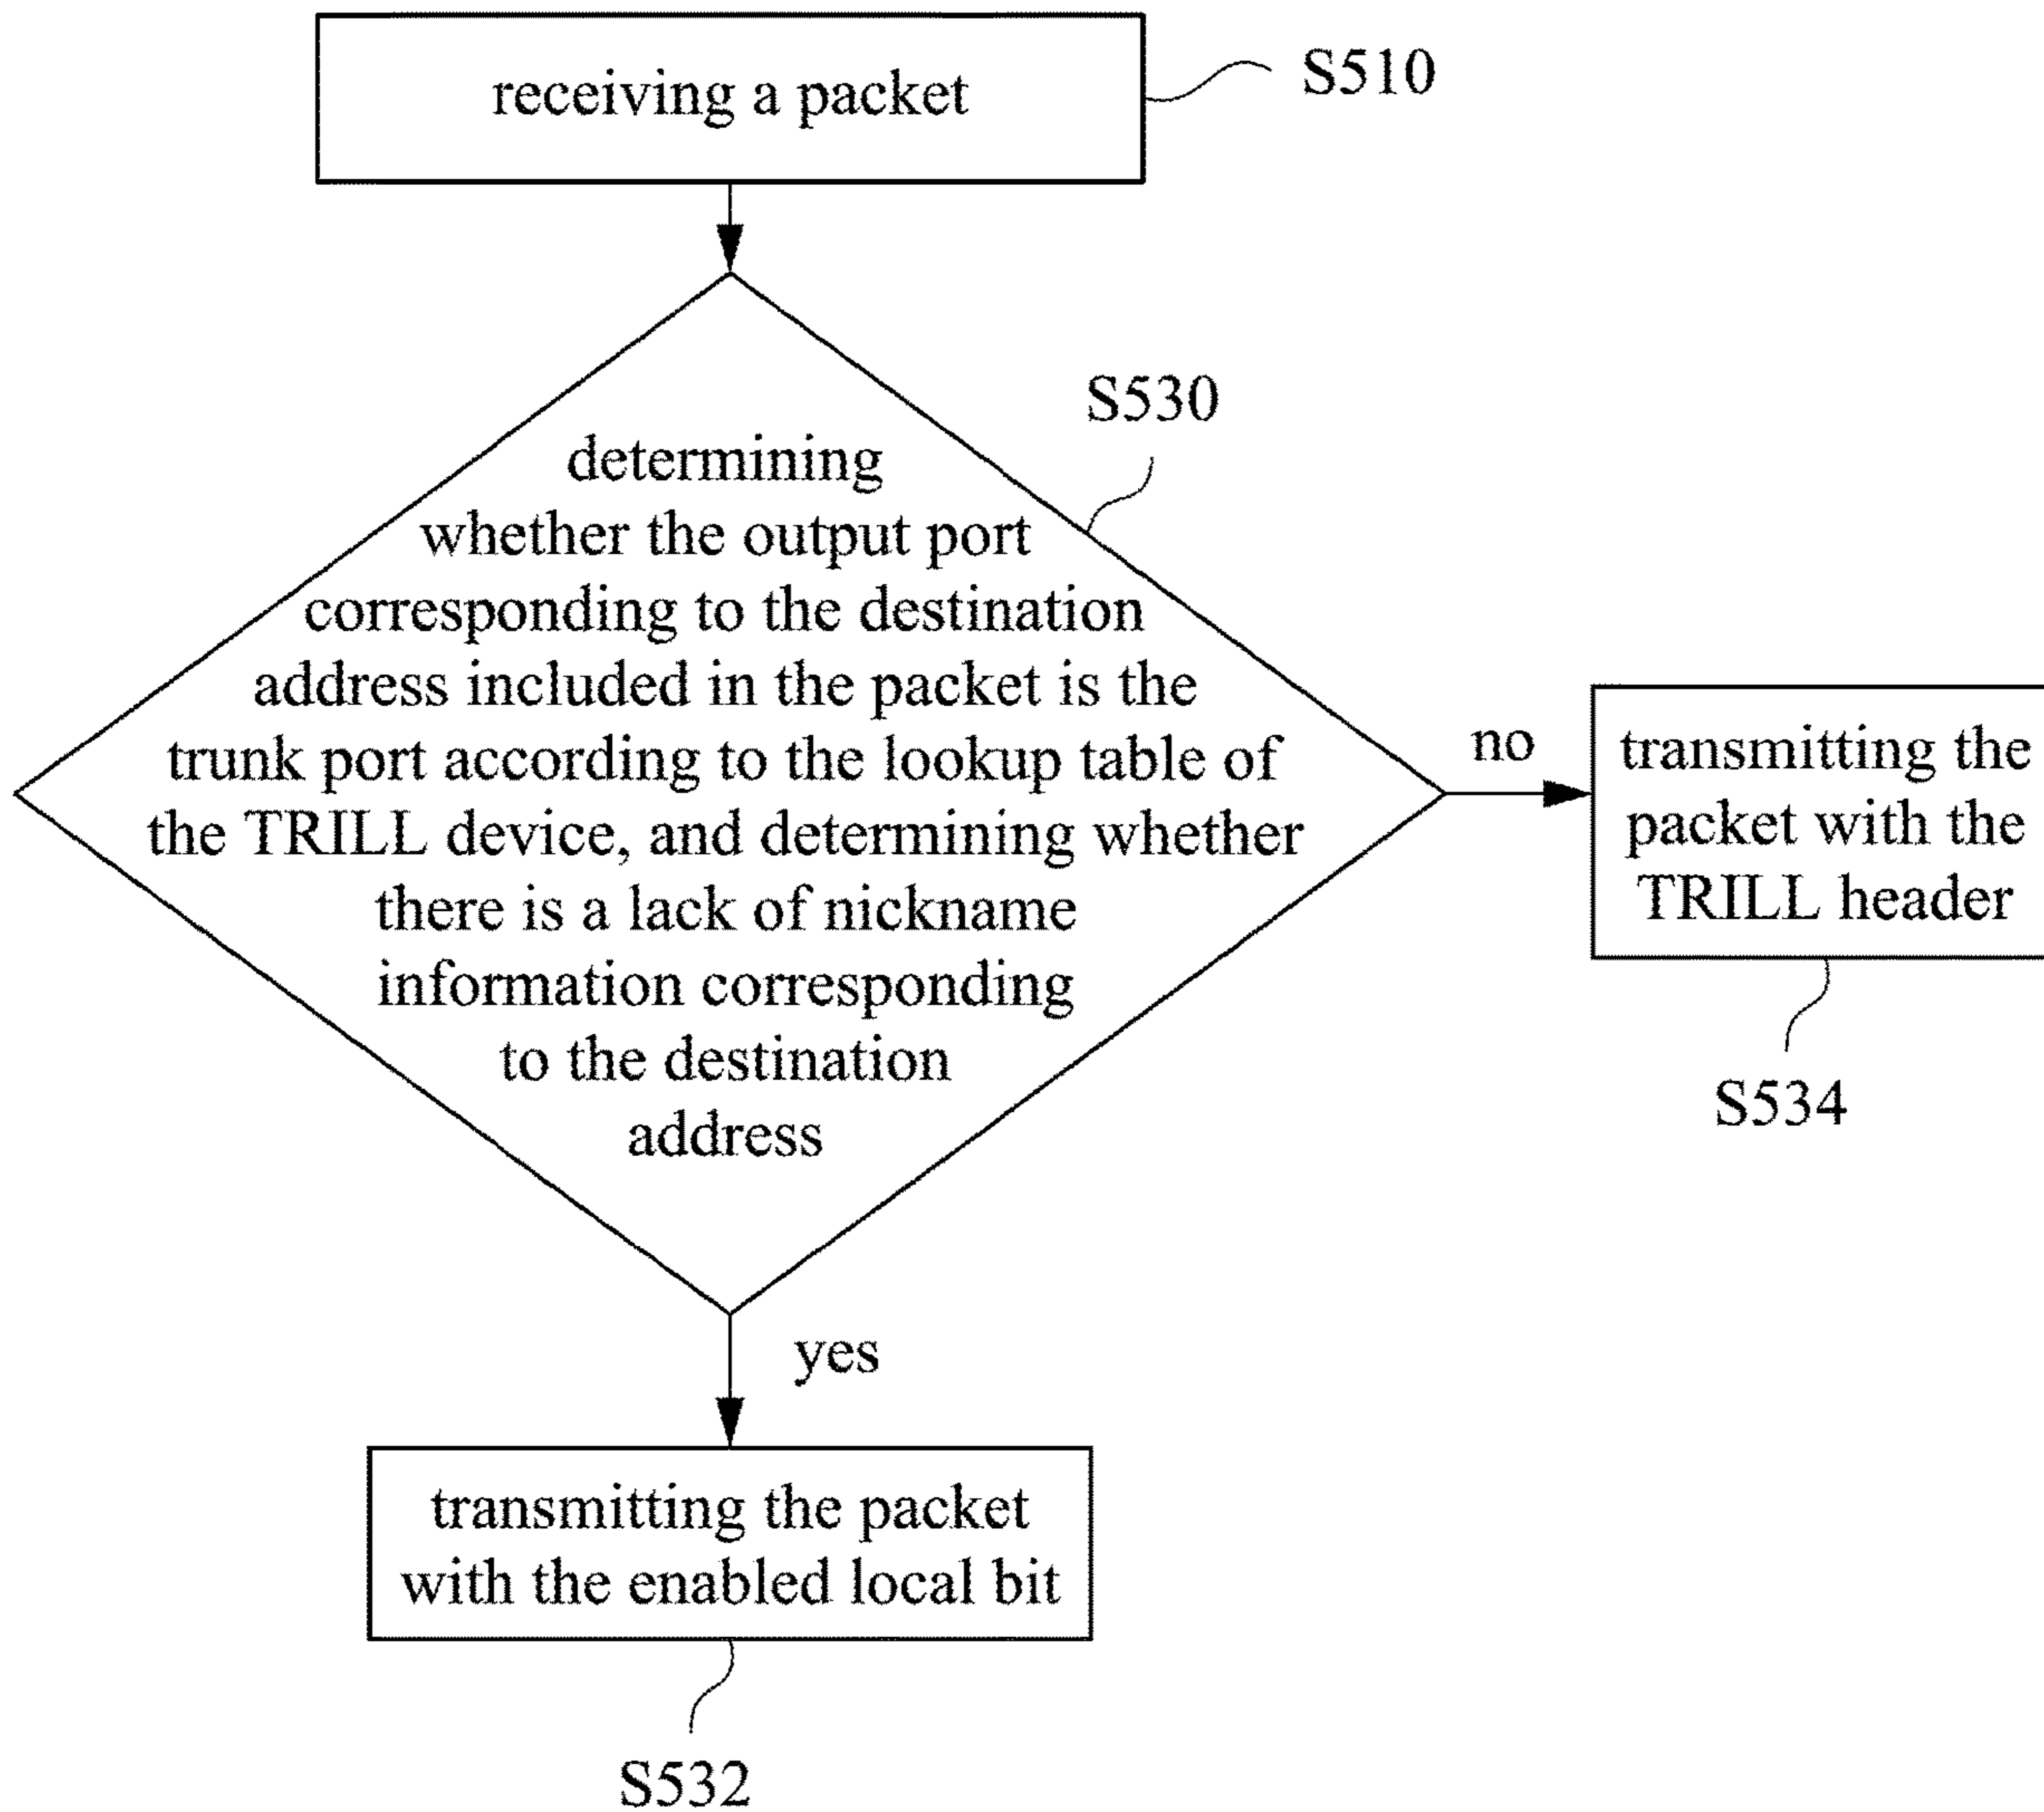 receiving a packet
S510
S530
determining
whether the output port
corresponding to the destination
address included in the packet is the
trunk port according to the lookup table of
the TRILL device, and determining whether
there is a lack of nickname
information corresponding
to the destination
address
no
transmitting the
packet with the
TRILL header
S534
yes
transmitting the packet
with the enabled local bit
S532